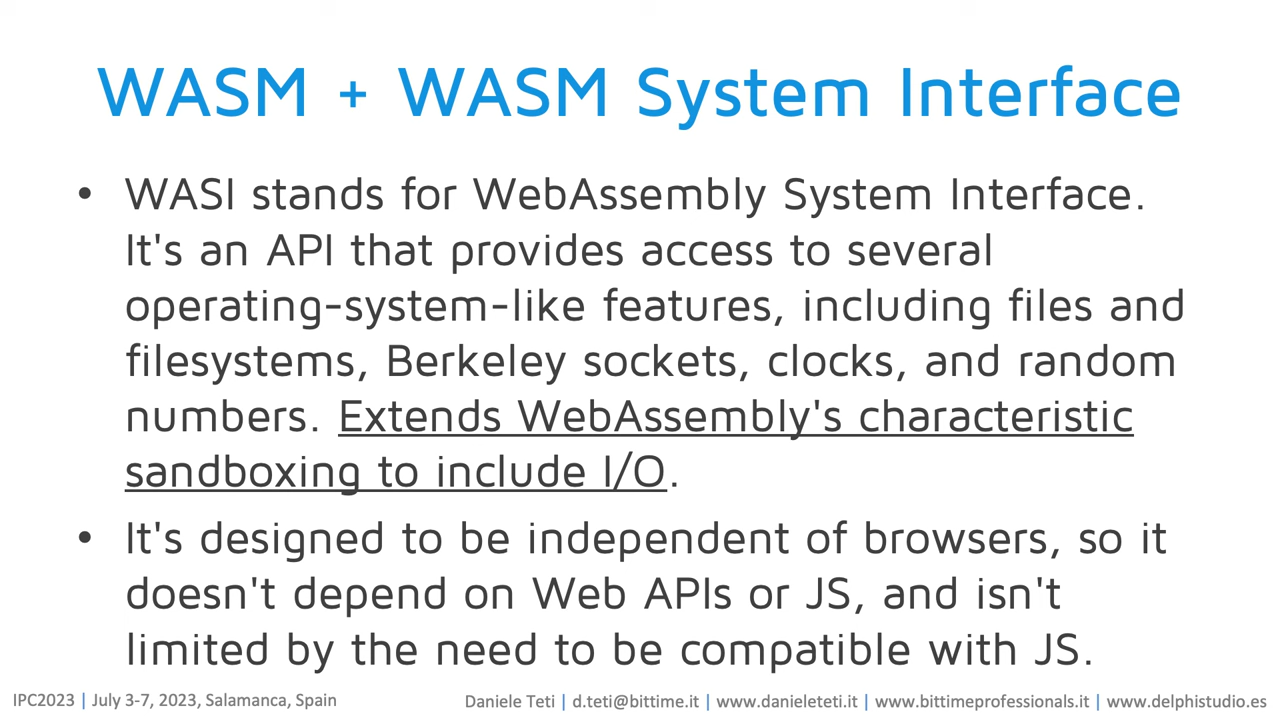 WASM + WASM System Interface
• WASI stands for WebAssembly System Interface.
It's an API that provides access to several
operating-system-like features, including files and
filesystems, Berkeley sockets, clocks, and random
numbers. Extends WebAssembly's characteristic
sandboxing to include I/O.
• It's designed to be independent of browsers, so it
doesn't depend on Web APIs or JS, and isn't
limited by the need to be compatible with JS.
IPC2023 | July 3-7, 2023, Salamanca, Spain
Daniele Teti | d.teti@bittime.it | www.danieleteti.it | www.bittimeprofessionals.it | www.delphistudio.es